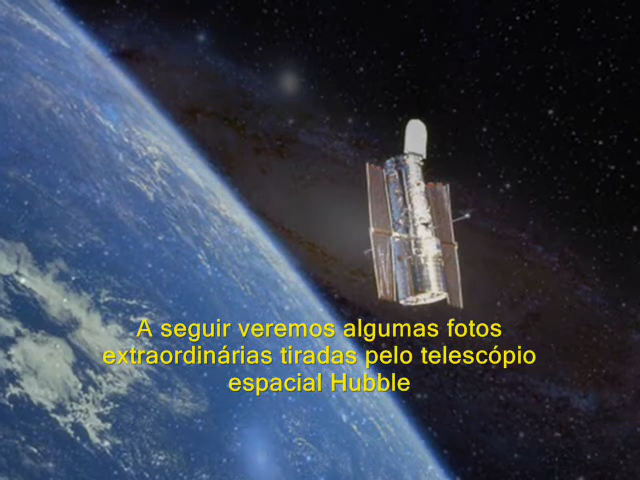 A seguir veremos algumas fotos
extraordinárias tiradas pelo telescópio
espacial Hubble